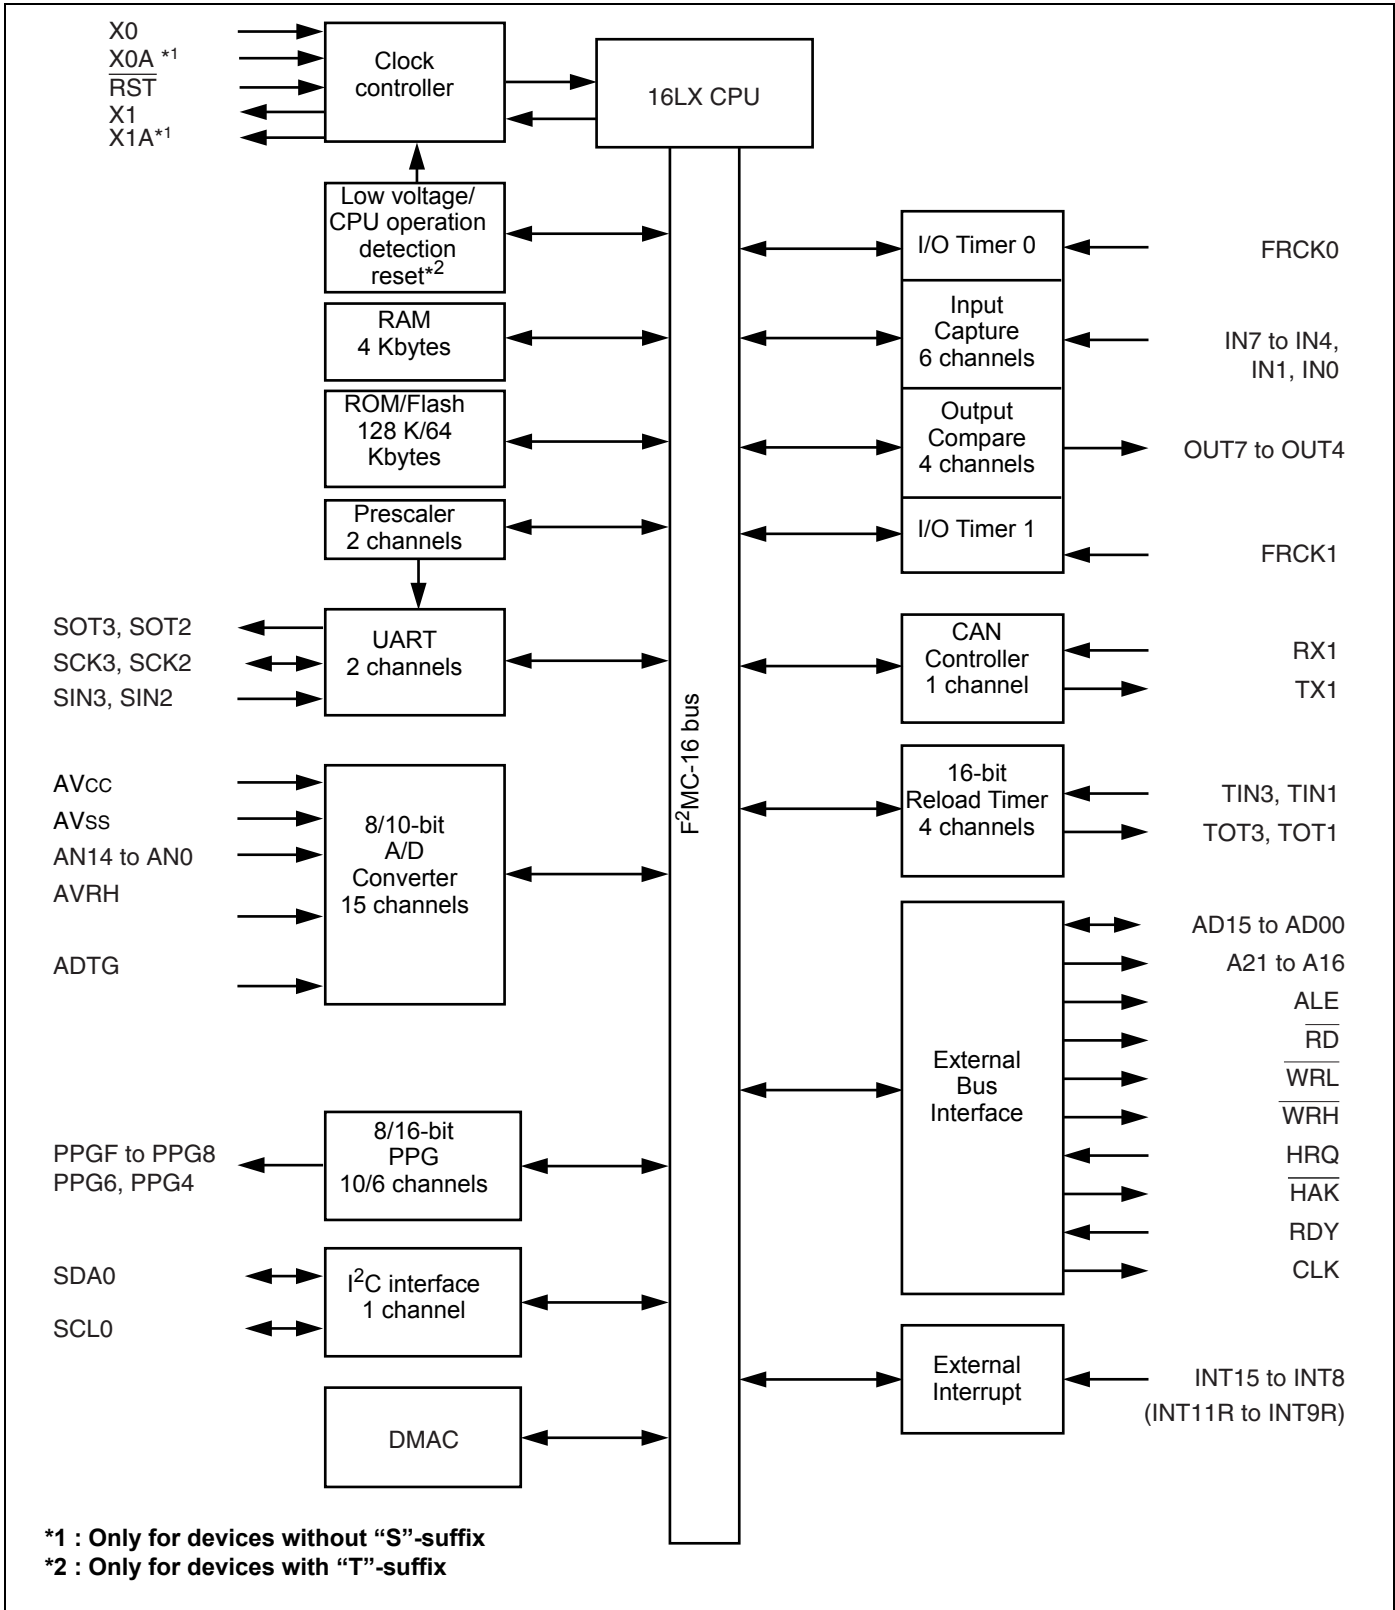 X0
X0A *1
RST
X1
X1A*1
Clock
controller
16LX CPU
Low voltage/
CPU operation
detection
reset*2
RAM
4 Kbytes
ROM/Flash
128 K/64
Kbytes
Prescaler
2 channels
SOT3, SOT2
SCK3, SCK2
SIN3, SIN2
UART
2 channels
AVCC
AVSS
AN14 to AN0
AVRH
ADTG
8/10-bit
A/D
Converter
15 channels
PPGF to PPG8
PPG6, PPG4
8/16-bit
PPG
10/6 channels
SDA0
SCL0
I2C interface
1 channel
DMAC
F2MC-16 bus
I/O Timer 0
FRCK0
Input
Capture
6 channels
IN7 to IN4,
IN1, IN0
Output
Compare
4 channels
OUT7 to OUT4
I/O Timer 1
FRCK1
CAN
Controller
1 channel
RX1
TX1
16-bit
Reload Timer
4 channels
TIN3, TIN1
TOT3, TOT1
External
Bus
Interface
AD15 to AD00
A21 to A16
ALE
RD
WRL
WRH
HRQ
HAK
RDY
CLK
External
Interrupt
INT15 to INT8
(INT11R to INT9R)
*1 : Only for devices without “S”-suffix
*2 : Only for devices with “T”-suffix